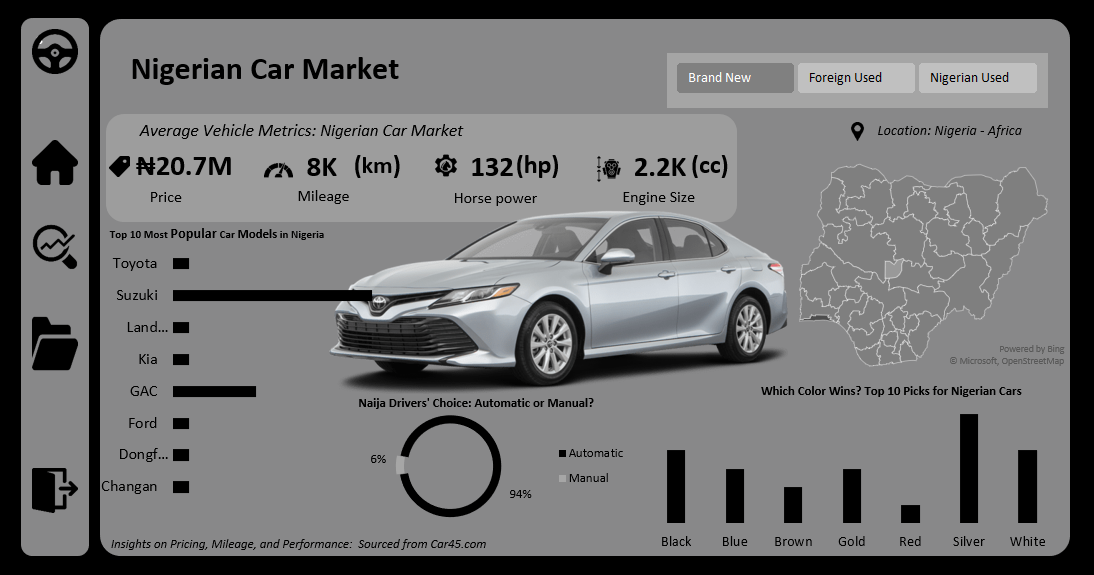 Nigerian Car Market
Brand New
Foreign Used
Nigerian Used
Average Vehicle Metrics: Nigerian Car Market
₦20.7M
8K (km)
132 (hp)
2.2K (cc)
Price
Mileage
Horse power
Engine Size
Location: Nigeria - Africa
Top 10 Most Popular Car Models in Nigeria
Toyota
Suzuki
Land...
Kia
GAC
Ford
Dongf...
Changan
Powered by Bing
© Microsoft, OpenStreetMap
Naija Drivers' Choice: Automatic or Manual?
6%
94%
Automatic
Manual
Which Color Wins? Top 10 Picks for Nigerian Cars
Black
Blue
Brown
Gold
Red
Silver
White
Insights on Pricing, Mileage, and Performance: Sourced from Car45.com